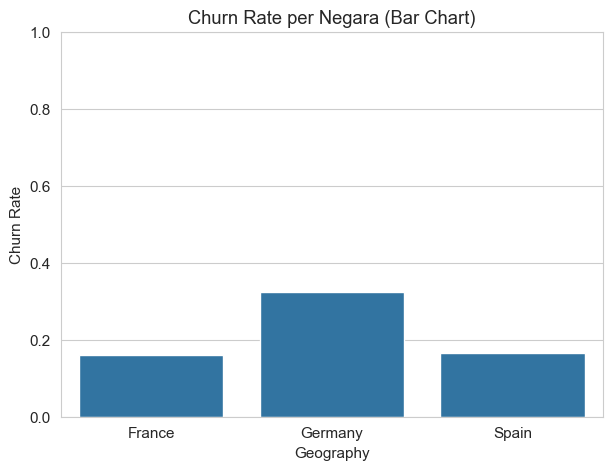 Churn Rate per Negara (Bar Chart)
1.0
0.8
0.6
0.4
0.2
0.0
Churn Rate
France
Germany
Spain
Geography